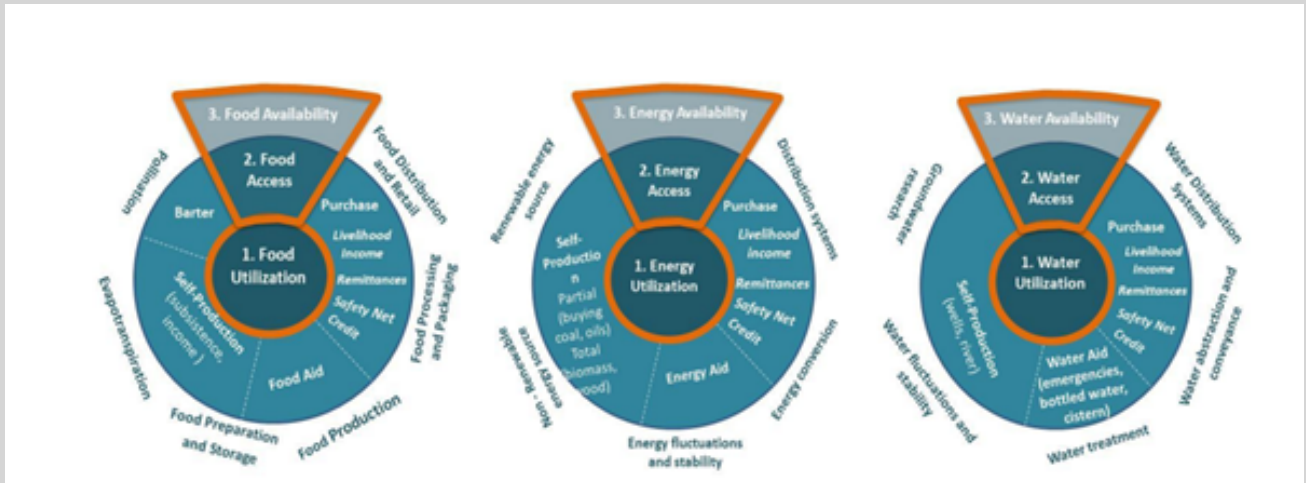 3. Food Availability
2. Food
Access
1. Food
Utilization
Barter
Purchase
Livelihood
Income
Remittances
Safety Net
Credit
Food Aid
Self-Production
(subsistence,
income )
Pollination
Food Distribution
and Retail
Food Processing
and Packaging
Food Production
Food Preparation
and Storage
Evapotranspiration
3. Energy Availability
2. Energy
Access
1. Energy
Utilization
Purchase
Livelihood
income
Remittances
Safety Net
Credit
Energy Aid
Self-
Productio
n
Partial
(buying
coal, oils)
Total
biomass,
wood)
Renewable energy
source
Distribution systems
Energy conversion
Energy fluctuations
and stability
Non - Renewable
energy source
3. Water Availability
2. Water
Access
1. Water
Utilization
Purchase
Livelihood
Income
Remittances
Safety Net
Credit
Water Aid
(emergencies,
bottled water,
cistern)
Self-Production
(wells, river)
Groundwater
research
Water Distribution
Systems
Water abstraction and
conveyance
Water treatment
Water fluctuations and
stability